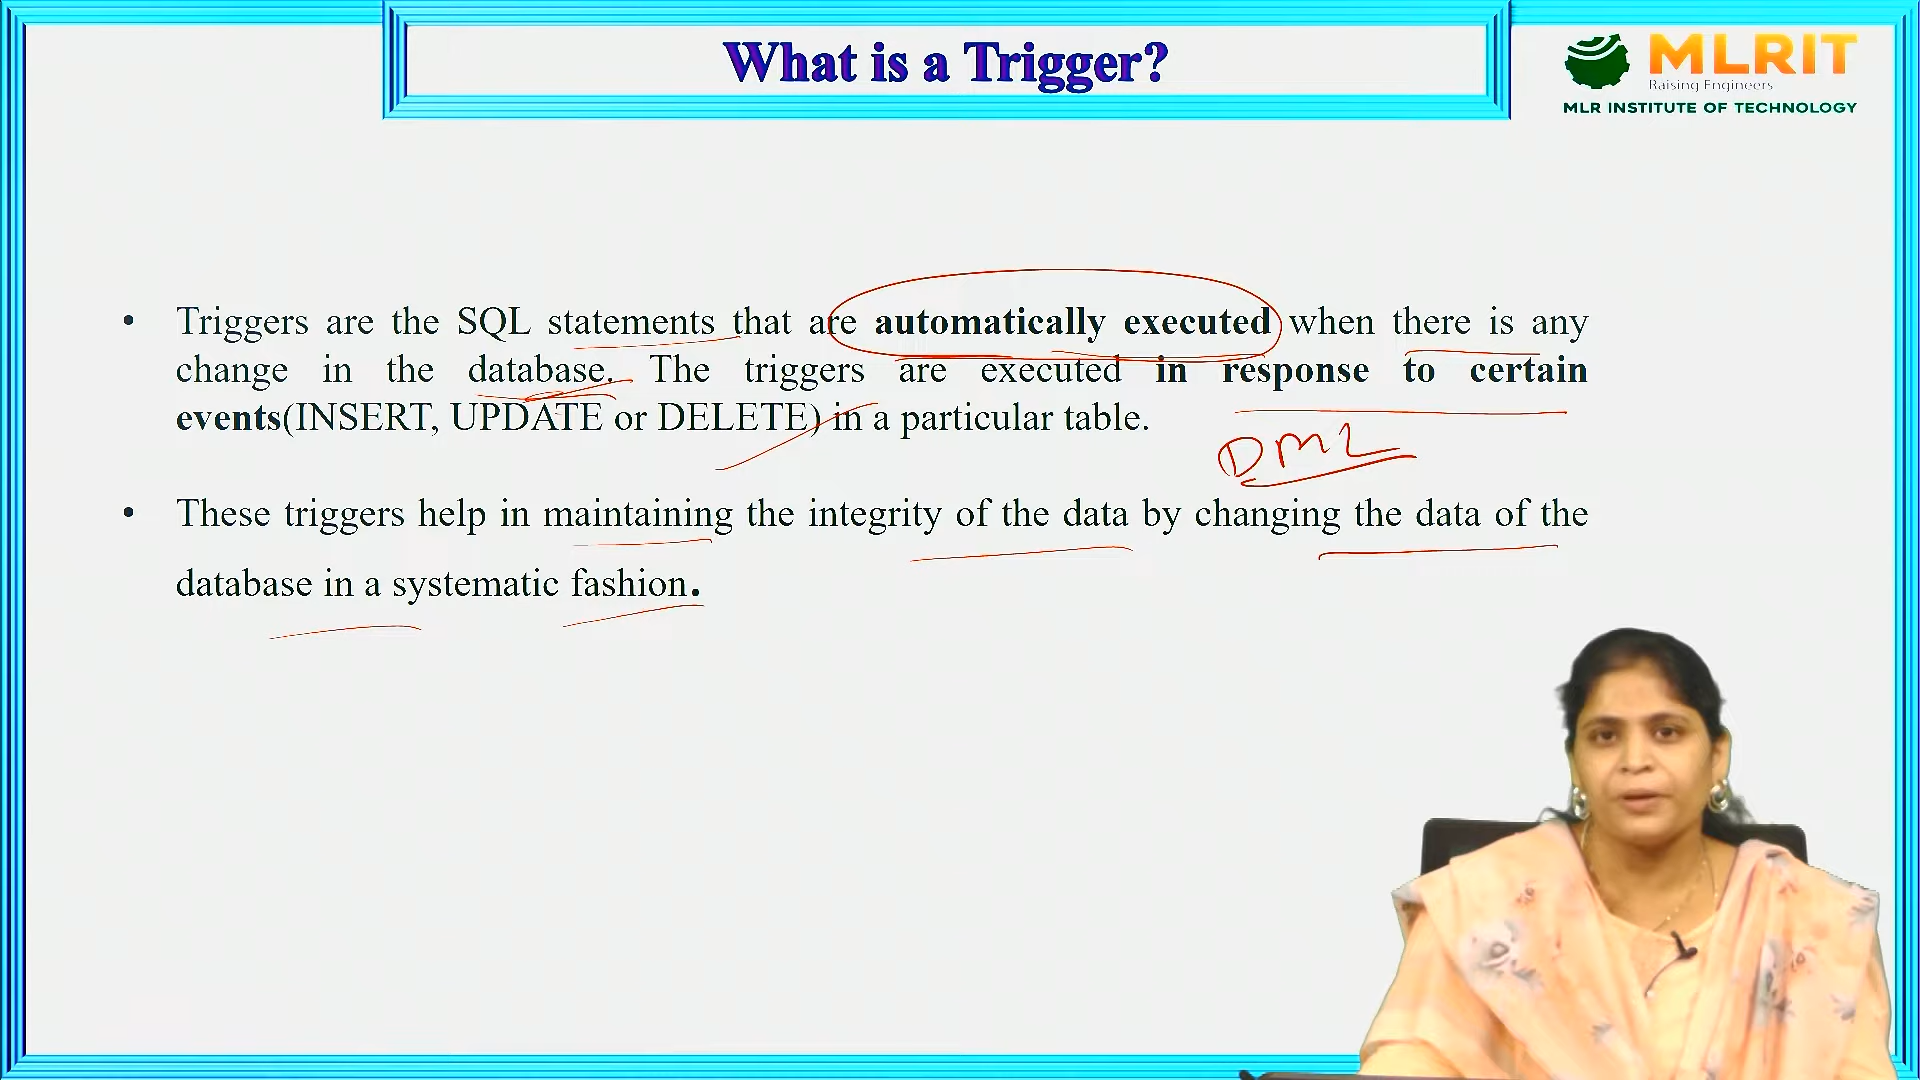 What is a Trigger?
MLRIT
Raising Engineers
MLR INSTITUTE OF TECHNOLOGY
• Triggers are the SQL statements that are automatically executed when there is any
change in the database. The triggers are executed in response to certain
events(INSERT, UPDATE or DELETE) in a particular table.
DML
• These triggers help in maintaining the integrity of the data by changing the data of the
database in a systematic fashion.